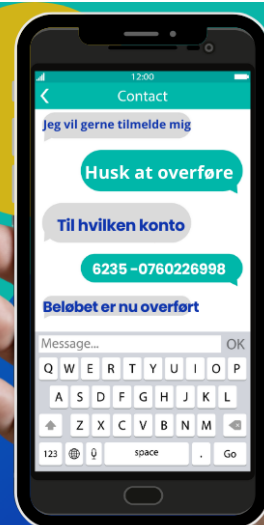 12:00
Contact
Jeg vil gerne tilmelde mig
Husk at overføre
Til hvilken konto
6235 -0760226998
Beløbet er nu overført
Message... OK
Q W E R T Y U I O P
A S D F G H J K L
Z X C V B N M
123 space . Go